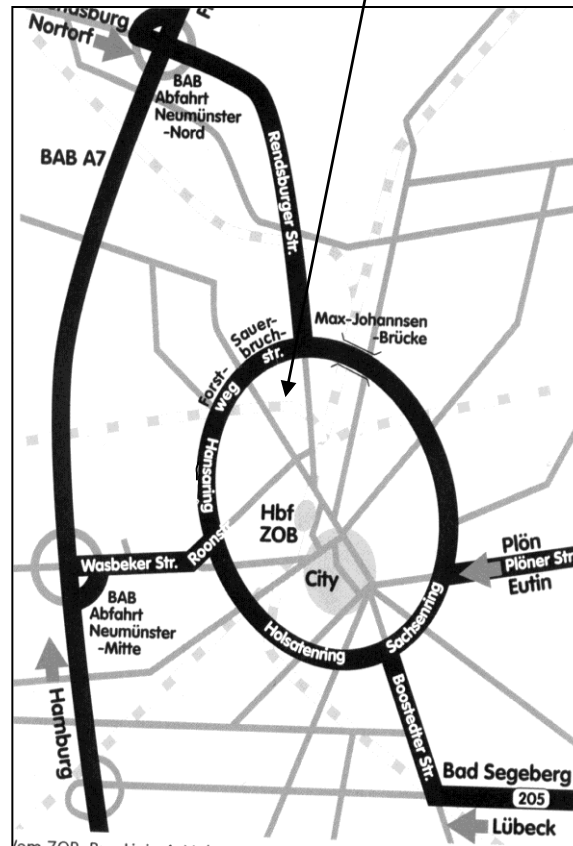 Nortorf
BAB
Abfahrt
Neumünster
-Nord
BAB A7
Rendsburger Str.
Sauer-
bruch-
str.
Max-Johannsen
-Brücke
Forst-
weg
Hansaring
Hbf
ZOB
Roonstr.
Wasbeker Str.
City
Plön
Plöner Str
Eutin
BAB
Abfahrt
Neumünster
-Mitte
Holsatenring
Sachsenring
Hamburg
Boostedter Str.
Bad Segeberg
205
Lübeck